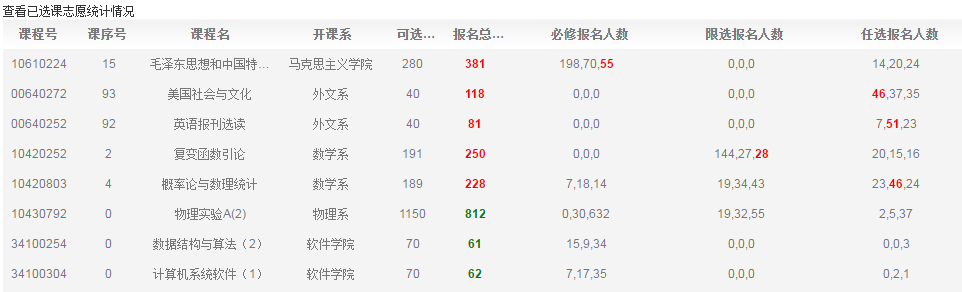 查看已选课志愿统计情况
课程号 课序号 课程名 开课系 可选... 报名总... 必修报名人数 限选报名人数 任选报名人数
10610224 15 毛泽东思想和中国特... 马克思主义学院 280 381 198,70,55 0,0,0 14,20,24
00640272 93 美国社会与文化 外文系 40 118 0,0,0 0,0,0 46,37,35
00640252 92 英语报刊选读 外文系 40 81 0,0,0 0,0,0 7,51,23
10420252 2 复变函数引论 数学系 191 250 0,0,0 144,27,28 20,15,16
10420803 4 概率论与数理统计 数学系 189 228 7,18,14 19,34,43 23,46,24
10430792 0 物理实验A(2) 物理系 1150 812 0,30,632 19,32,55 2,5,37
34100254 0 数据结构与算法（2） 软件学院 70 61 15,9,34 0,0,0 0,0,3
34100304 0 计算机系统软件（1） 软件学院 70 62 7,17,35 0,0,0 0,2,1